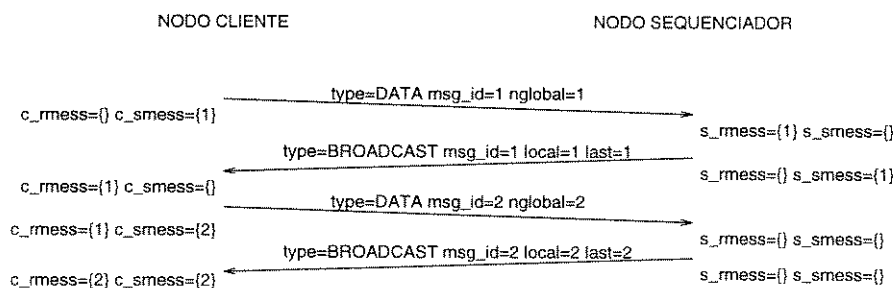 NODO CLIENTE NODO SEQUENCIADOR
type=DATA msg_id=1 nglobal=1
c_rmess={} c_smess={1}
s_rmess={1} s_smess={}
type=BROADCAST msg_id=1 local=1 last=1
s_rmess={} s_smess={1}
c_rmess={1} c_smess={}
type=DATA msg_id=2 nglobal=2
c_rmess={1} c_smess={2}
s_rmess={} s_smess={}
type=BROADCAST msg_id=2 local=2 last=2
c_rmess={2} c_smess={2}
s_rmess={} s_smess={}